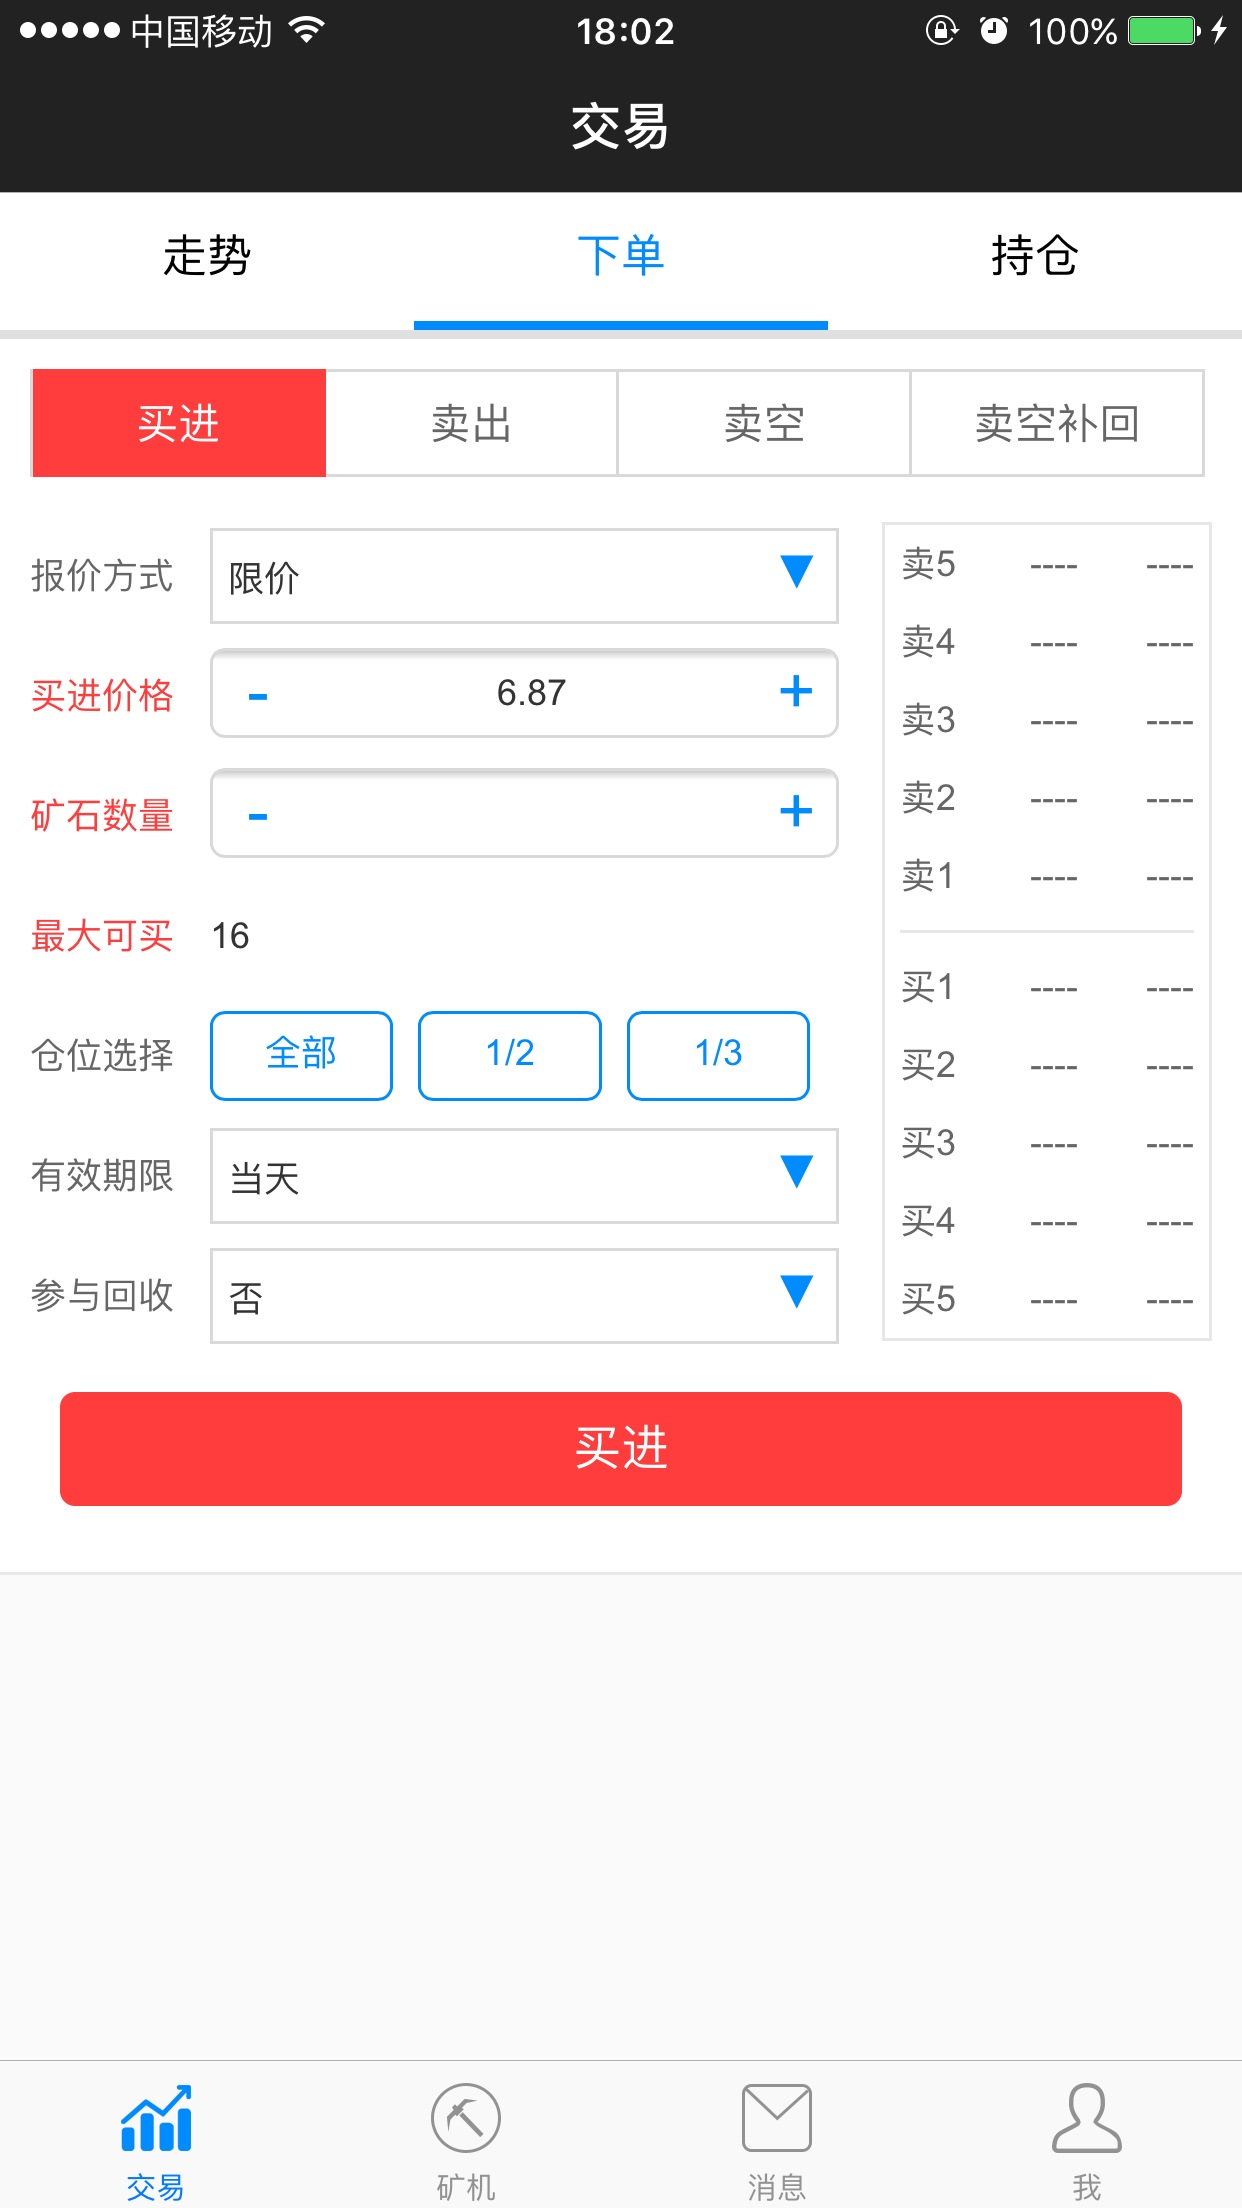 中国移动 18:02 100%
交易
走势 下单 持仓
买进 卖出 卖空 卖空补回
报价方式 限价
买进价格 - 6.87 +
矿石数量 - +
最大可买 16
仓位选择 全部 1/2 1/3
有效期限 当天
参与回收 否
卖5 ---- ----
卖4 ---- ----
卖3 ---- ----
卖2 ---- ----
卖1 ---- ----
买1 ---- ----
买2 ---- ----
买3 ---- ----
买4 ---- ----
买5 ---- ----
买进
交易 矿机 消息 我